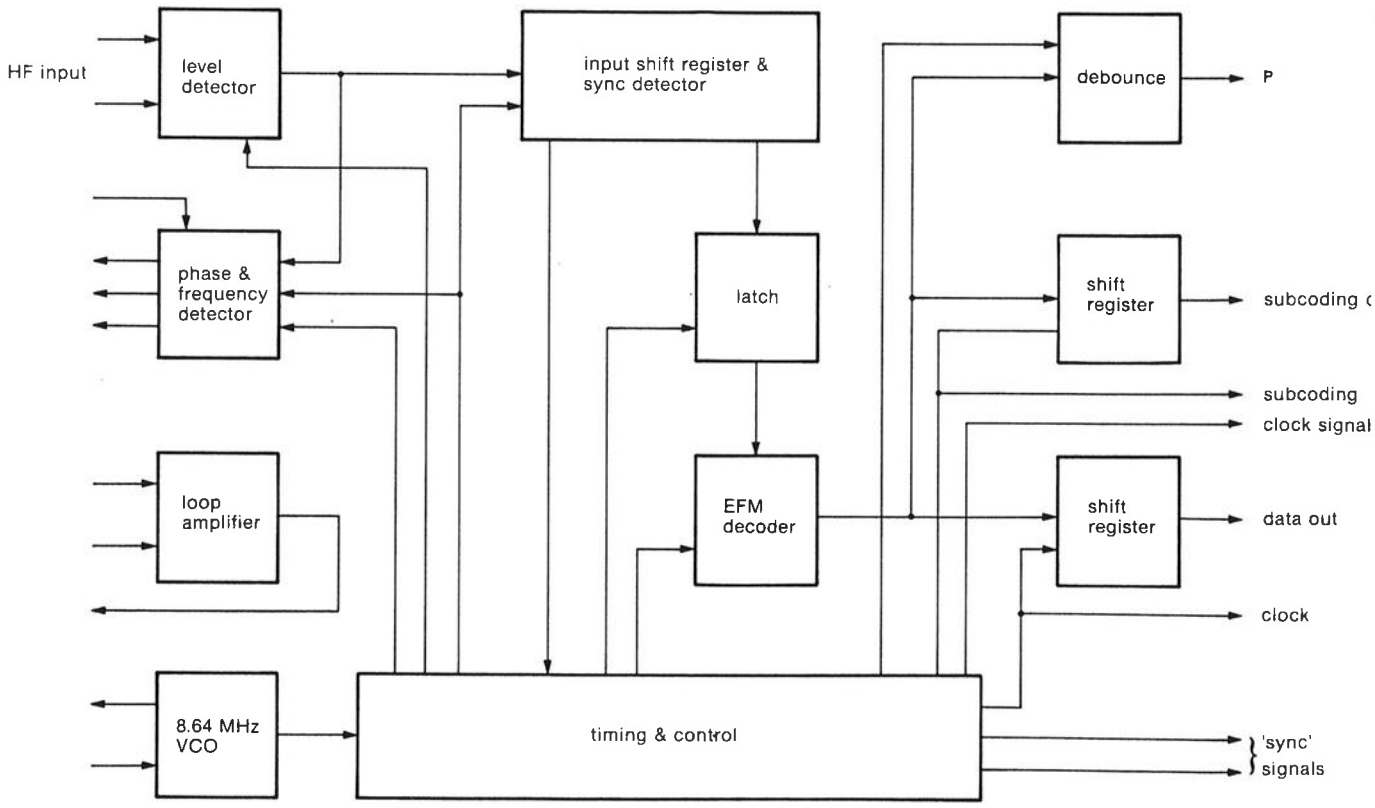 HF input
level
detector
input shift register &
sync detector
debounce
P
phase &
frequency
detector
latch
shift
register
subcoding
subcoding
clock signal
loop
amplifier
EFM
decoder
shift
register
data out
clock
8.64 MHz
VCO
timing & control
'sync'
signals